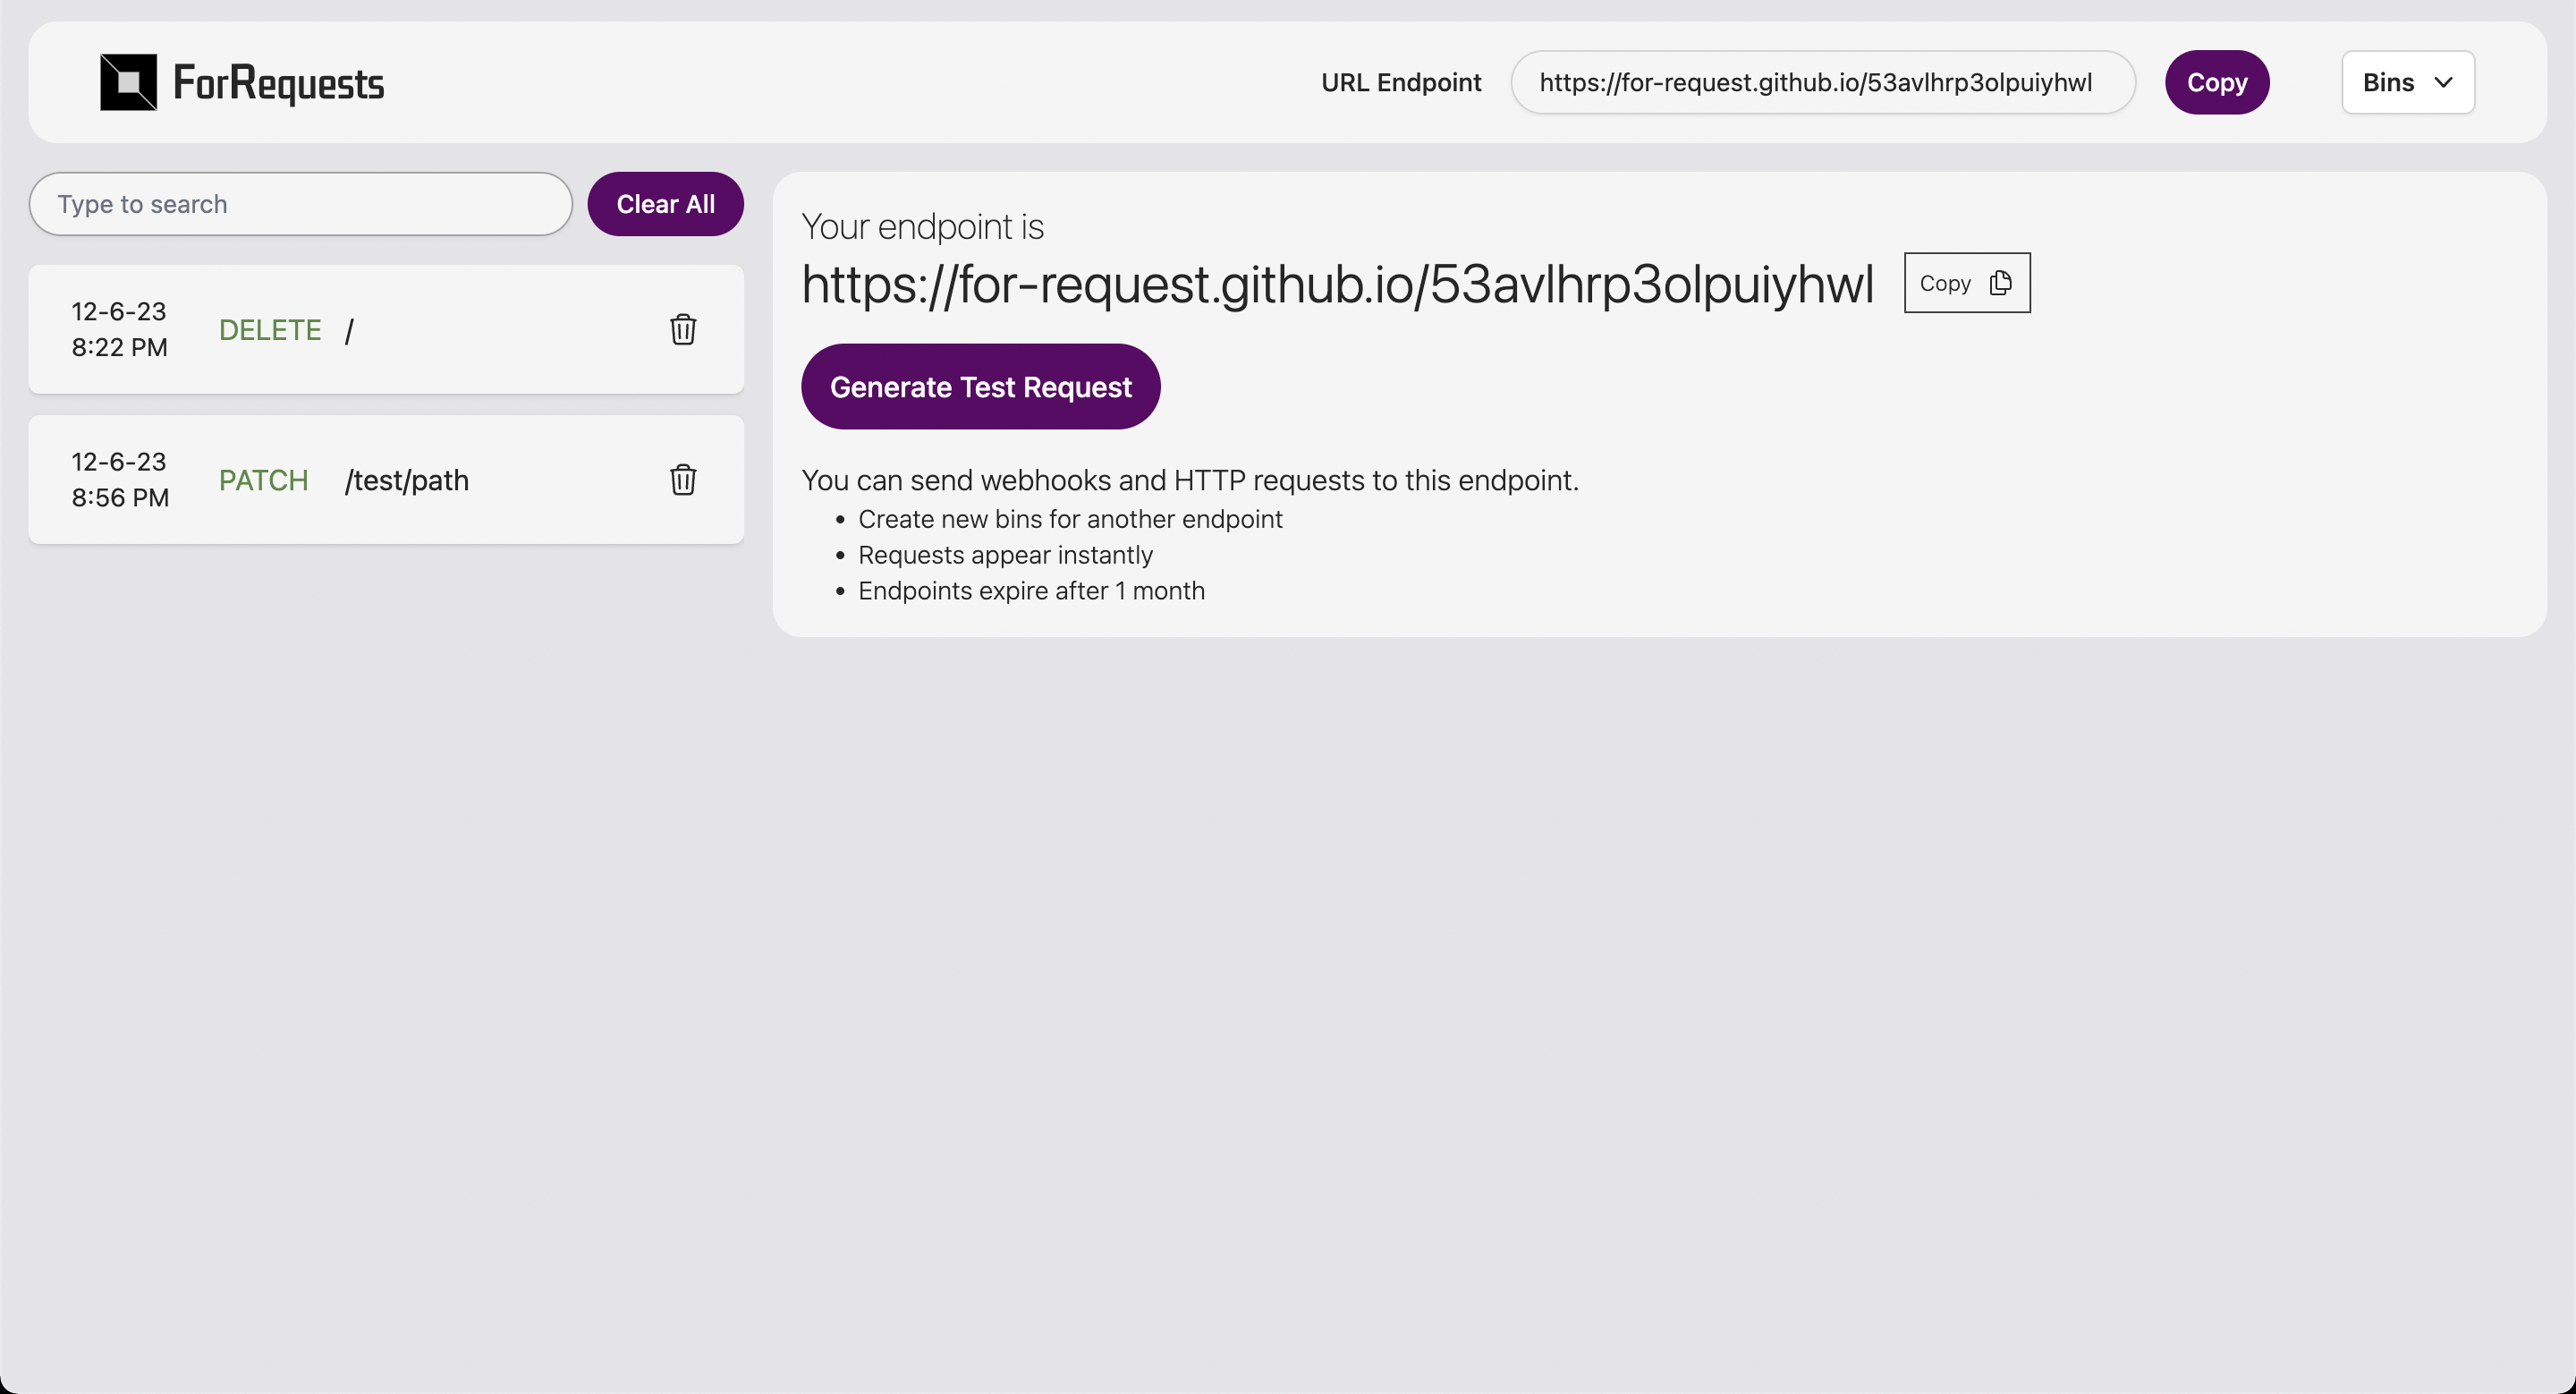 ForRequests
URL Endpoint
https://for-request.github.io/53avlhrp3olpuiyhwl
Copy
Bins
Type to search
Clear All
12-6-23
8:22 PM
DELETE /
12-6-23
8:56 PM
PATCH /test/path
Your endpoint is
https://for-request.github.io/53avlhrp3olpuiyhwl
Copy
Generate Test Request
You can send webhooks and HTTP requests to this endpoint.
• Create new bins for another endpoint
• Requests appear instantly
• Endpoints expire after 1 month